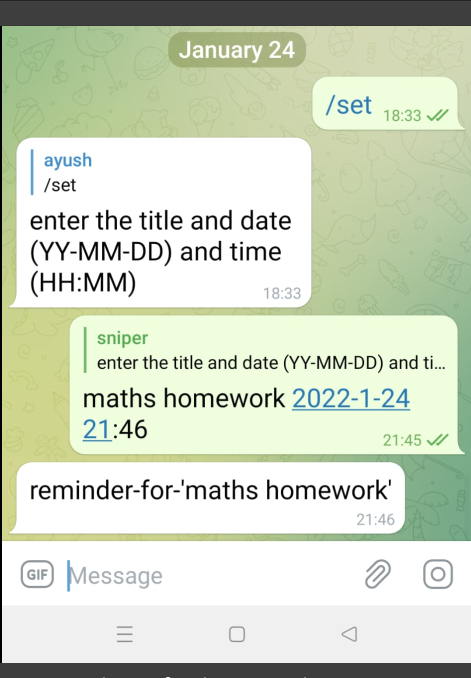 January 24
/set 18:33
ayush
/set
enter the title and date
(YY-MM-DD) and time
(HH:MM)
18:33
sniper
enter the title and date (YY-MM-DD) and ti...
maths homework 2022-1-24
21:46
21:45
reminder-for-'maths homework'
21:46
GIF Message